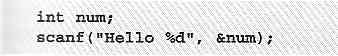 int num;
scanf("Hello %d", &num);